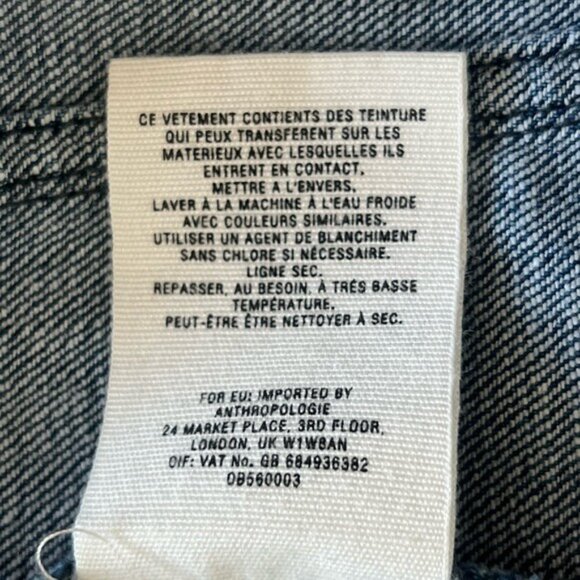 CE VETEMENT CONTIENTS DES TEINTURE
QUI PEUX TRANSFERENT SUR LES
MATERIEUX AVEC LESQUELLES ILS
ENTRENT EN CONTACT.
METTRE A L'ENVERS.
LAVER À LA MACHINE À L'EAU FROIDE
AVEC COULEURS SIMILAIRES.
UTILISER UN AGENT DE BLANCHIMENT
SANS CHLORE SI NÉCESSAIRE.
LIGNE SEC.
REPASSER, AU BESOIN, À TRÉS BASSE
TEMPÉRATURE.
PEUT-ÊTRE ÊTRE NETTOYER À SEC.
FOR EU: IMPORTED BY
ANTHROPOLOGIE
24 MARKET PLACE, 3RD FLOOR,
LONDON, UK W1W8AN
OIF: VAT No. GB 684936382
OB560003